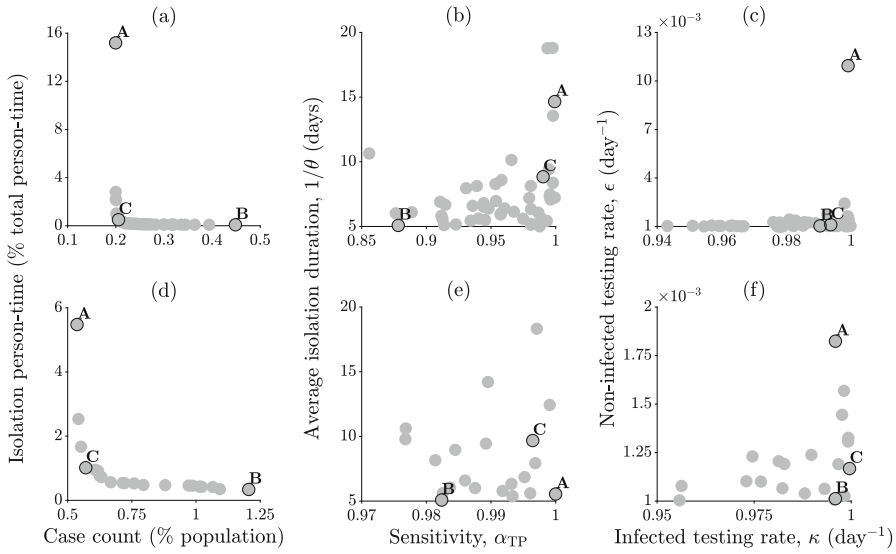 (a)
(b)
(c)
Isolation person-time (% total person-time)
16
12
8
4
0
0.1
0.2
0.3
0.4
0.5
A
C
B
Average isolation duration, 1/θ (days)
20
15
10
5
0.85
0.9
0.95
1
A
C
B
Non-infected testing rate, ϵ (day⁻¹)
×10⁻³
13
10
7
4
1
0.94
0.96
0.98
1
A
B
C
(d)
(e)
(f)
6
4
2
0
0.5
0.75
1
1.25
A
C
B
Case count (% population)
20
15
10
5
0.97
0.98
0.99
1
C
A
B
Sensitivity, αTP
×10⁻³
2
1.75
1.5
1.25
1
0.95
0.975
1
A
C
B
Infected testing rate, κ (day⁻¹)